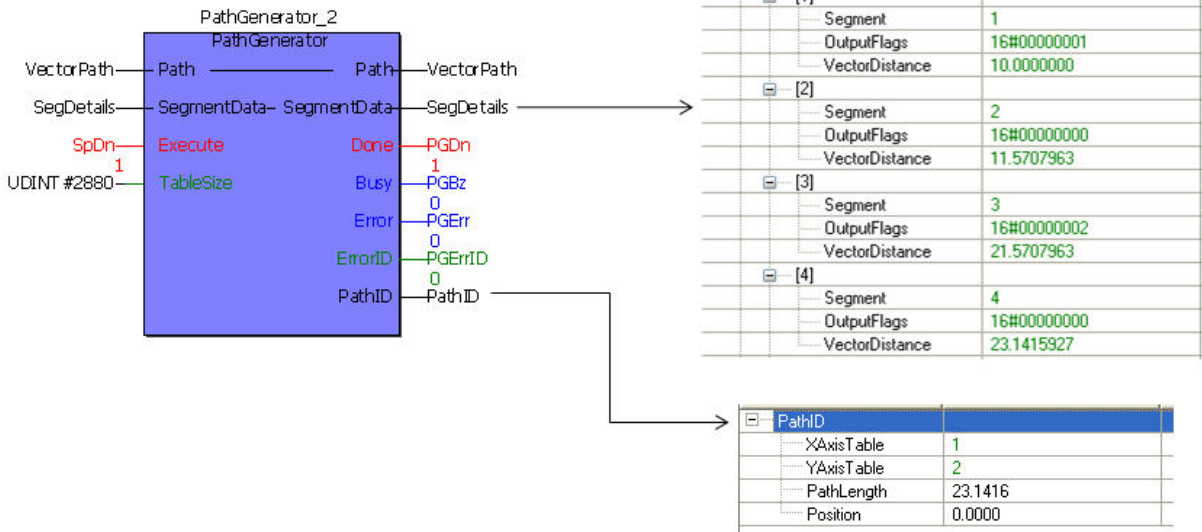 PathGenerator_2
PathGenerator
VectorPath Path Path VectorPath
SegDetails SegmentData SegmentData SegDetails
SpDn Execute Done PGDn
1 1
UDINT #2880 TableSize Busy PGBz
0
Error PGErr
0
ErrorID PGErrID
0
PathID PathID
Segment 1
OutputFlags 16#00000001
VectorDistance 10.0000000
[2]
Segment 2
OutputFlags 16#00000000
VectorDistance 11.5707963
[3]
Segment 3
OutputFlags 16#00000002
VectorDistance 21.5707963
[4]
Segment 4
OutputFlags 16#00000000
VectorDistance 23.1415927
PathID
XAxisTable 1
YAxisTable 2
PathLength 23.1416
Position 0.0000